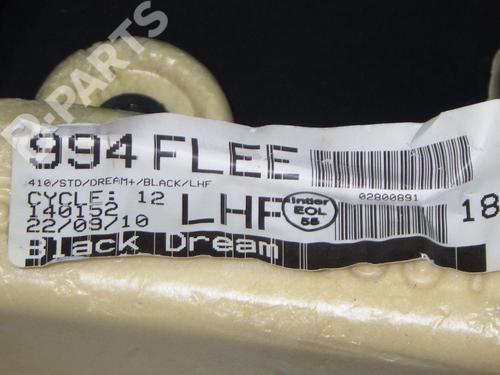 994 FLEE
410/STD/DREAM+/BLACK/LHF
02800891
CYCLE: 12
140152
22/09/10
LHF
Intier
EOL
55
18
Black Dream
D-PARTS